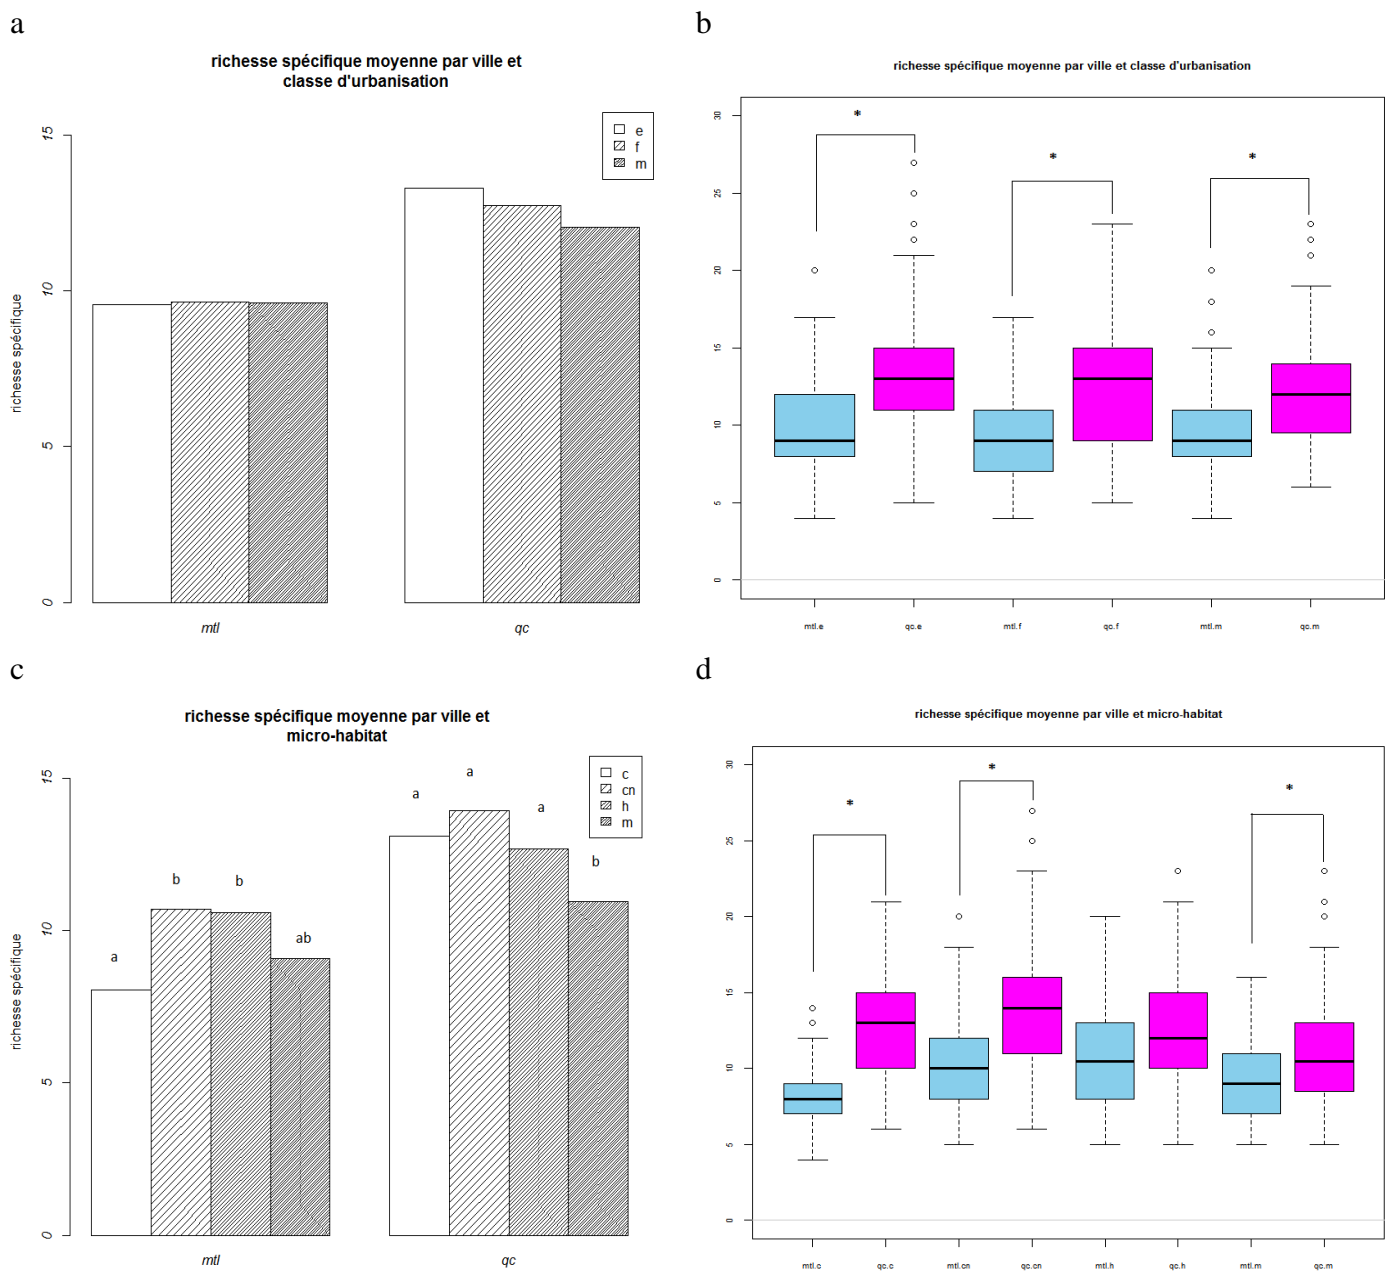 a
richesse spécifique moyenne par ville et
classe d'urbanisation
e
f
m
15
10
5
0
richesse spécifique
mtl
qc
b
richesse spécifique moyenne par ville et classe d'urbanisation
30
25
20
15
10
5
0
*
*
*
mtl.e
qc.e
mtl.f
qc.f
mtl.m
qc.m
c
richesse spécifique moyenne par ville et
micro-habitat
c
cn
h
m
15
10
5
0
richesse spécifique
a
b
b
ab
a
a
a
b
mtl
qc
d
richesse spécifique moyenne par ville et micro-habitat
30
25
20
15
10
5
0
*
*
*
mtl.c
qc.c
mtl.cn
qc.cn
mtl.h
qc.h
mtl.m
qc.m